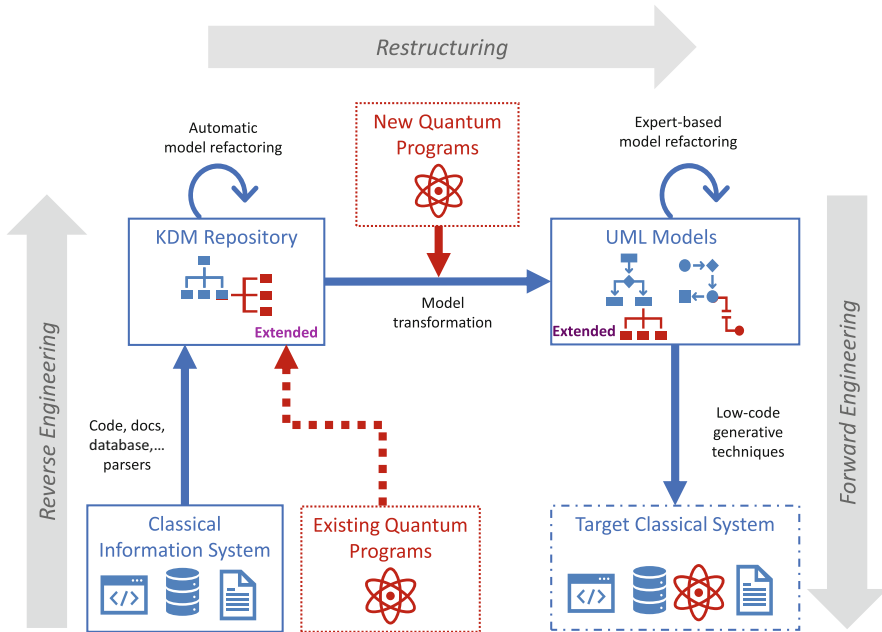 Restructuring
Automatic
model refactoring
New Quantum
Programs
Expert-based
model refactoring
KDM Repository
Extended
Model
transformation
UML Models
Extended
Reverse Engineering
Forward Engineering
Code, docs,
database,...
parsers
Low-code
generative
techniques
Classical
Information System
</>
Existing Quantum
Programs
Target Classical System
</>